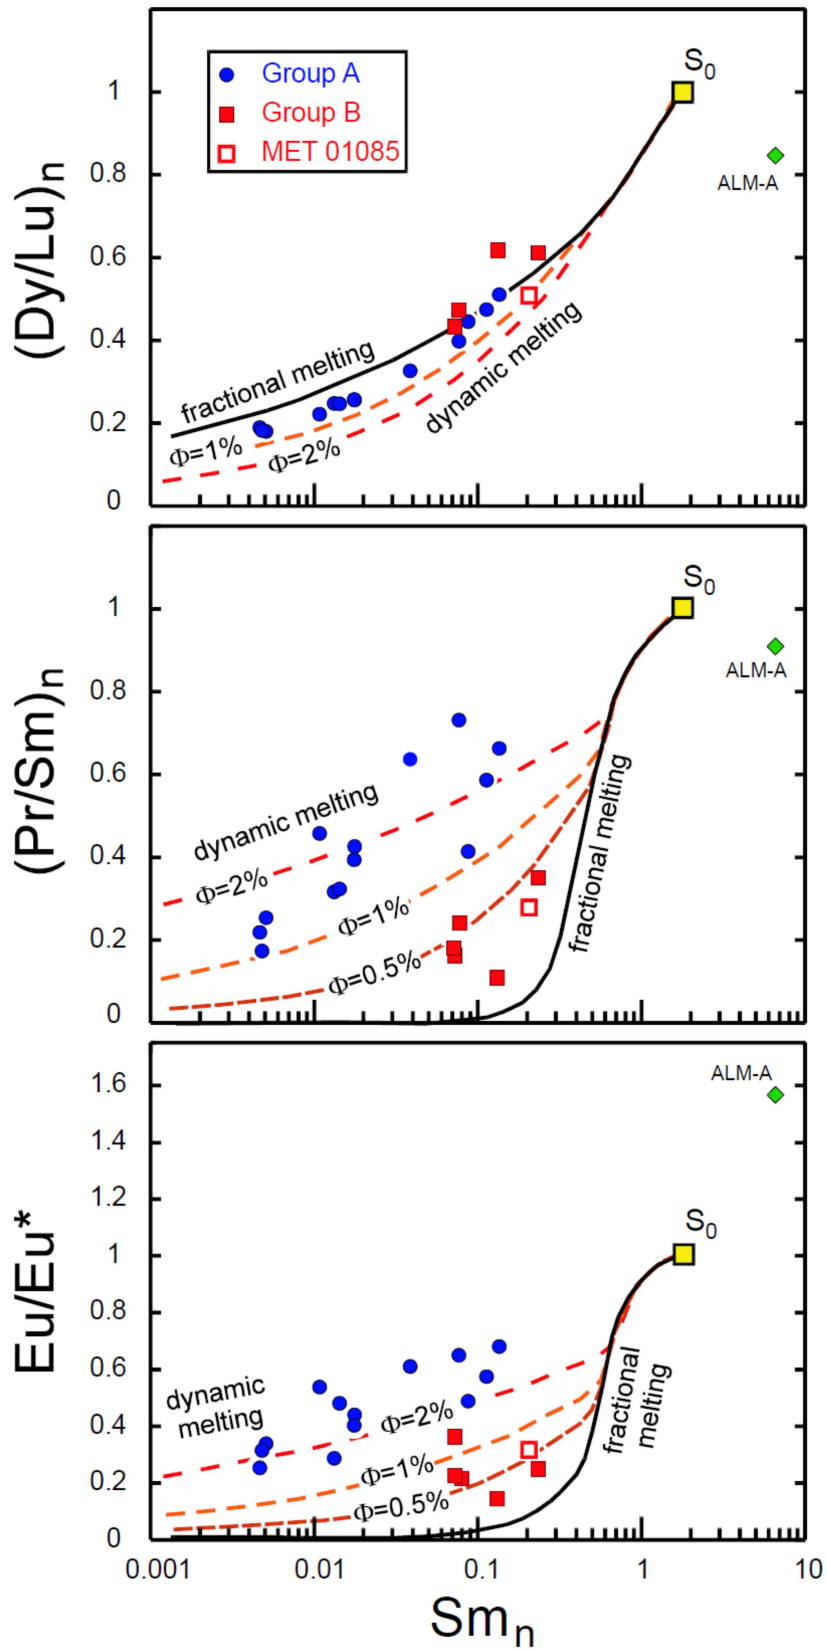 (Dy/Lu)n
1
0.8
0.6
0.4
0.2
0
Group A
Group B
MET 01085
S0
ALM-A
fractional melting
dynamic melting
Φ=1%
Φ=2%
(Pr/Sm)n
1
0.8
0.6
0.4
0.2
0
S0
ALM-A
dynamic melting
Φ=2%
Φ=1%
Φ=0.5%
fractional melting
Eu/Eu*
1.6
1.4
1.2
1
0.8
0.6
0.4
0.2
0
ALM-A
S0
dynamic
melting
Φ=2%
Φ=1%
Φ=0.5%
fractional
melting
0.001
0.01
0.1
1
10
Smn